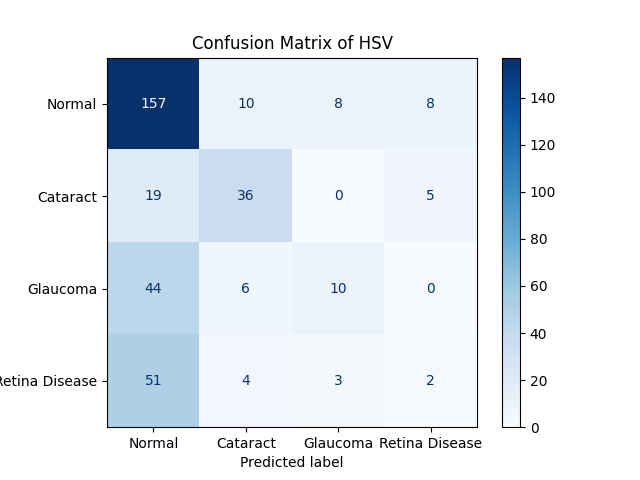 Confusion Matrix of HSV
Normal 157 10 8 8
Cataract 19 36 0 5
Glaucoma 44 6 10 0
Retina Disease 51 4 3 2
Normal Cataract Glaucoma Retina Disease
Predicted label
140
120
100
80
60
40
20
0